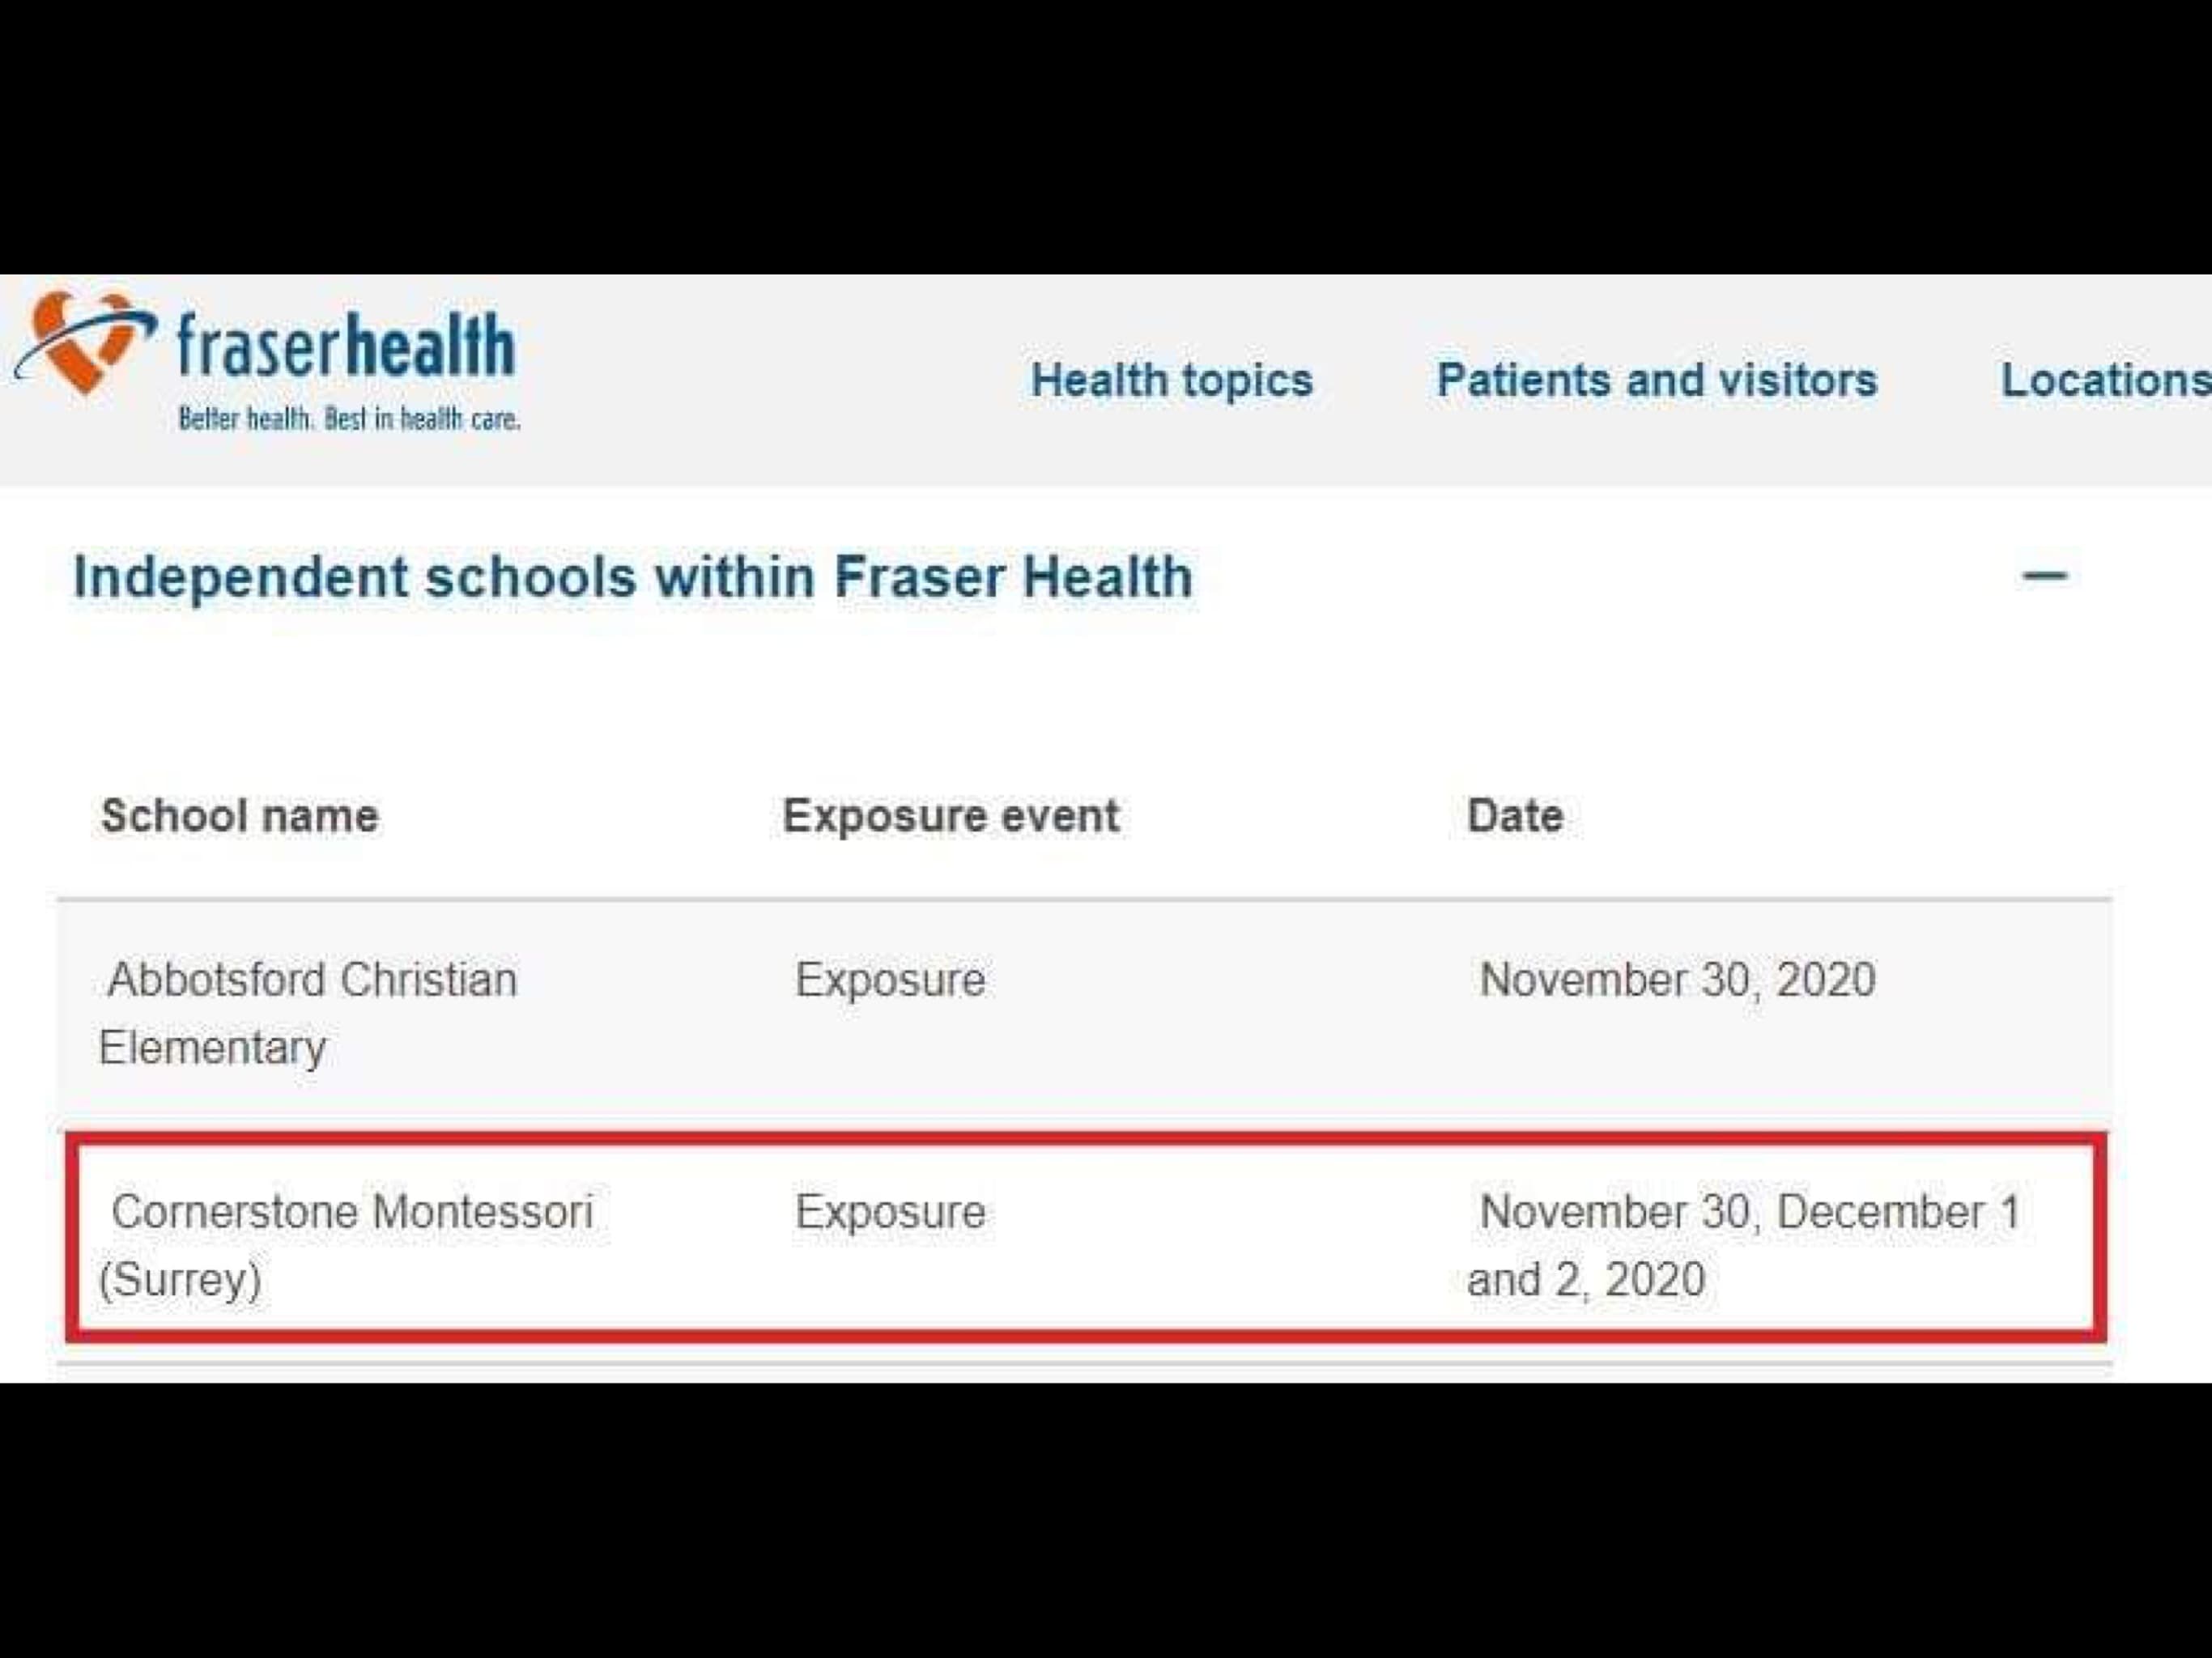 fraserhealth
Better health. Best in health care.
Health topics Patients and visitors Locations
Independent schools within Fraser Health
School name Exposure event Date
Abbotsford Christian Exposure November 30, 2020
Elementary
Cornerstone Montessori Exposure November 30, December 1
(Surrey) and 2, 2020